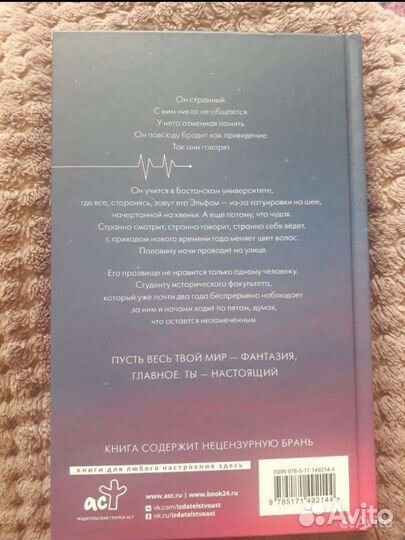 Он странный.
С ним никто не общается.
У него отменная память.
Он повсюду бродит как привидение.
Так они говорят.
Он учится в Бостонском университете,
где все, сторонясь, зовут его Эльфом — из-за татуировки на шее,
начертанной на квенья. А еще потому, что чудак.
Странно смотрит, странно говорит, странно себя ведет,
с приходом нового времени года меняет цвет волос.
Половину ночи проводит на улице.
Его прозвище не нравится только одному человеку.
Студенту исторического факультета,
который уже почти два года беспрерывно наблюдает
за ним и ночами ходит по пятам, думая,
что остается незамеченным.
ПУСТЬ ВЕСЬ ТВОЙ МИР — ФАНТАЗИЯ,
ГЛАВНОЕ: ТЫ — НАСТОЯЩИЙ
КНИГА СОДЕРЖИТ НЕЦЕНЗУРНУЮ БРАНЬ
книги для любого настроения здесь
аст
ИЗДАТЕЛЬСКАЯ ГРУППА АСТ
www.ast.ru | www.book24.ru
vk.com/izdatelstvoast
ok.ru/izdatelstvoast
ISBN 978-5-17-149214-4
9 785171 492144 >
Avito